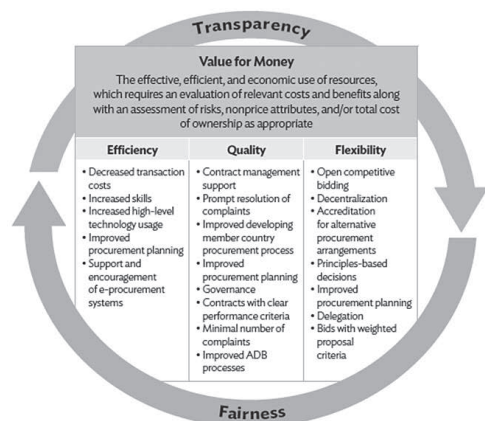 Transparency
Value for Money
The effective, efficient, and economic use of resources,
which requires an evaluation of relevant costs and benefits along
with an assessment of risks, nonprice attributes, and/or total cost
of ownership as appropriate
Efficiency
• Decreased transaction
costs
• Increased skills
• Increased high-level
technology usage
• Improved
procurement planning
• Support and
encouragement
of e-procurement
systems
Quality
• Contract management
support
• Prompt resolution of
complaints
• Improved developing
member country
procurement process
• Improved
procurement planning
• Governance
• Contracts with clear
performance criteria
• Minimal number of
complaints
• Improved ADB
processes
Flexibility
• Open competitive
bidding
• Decentralization
• Accreditation
for alternative
procurement
arrangements
• Principles-based
decisions
• Improved
procurement planning
• Delegation
• Bids with weighted
proposal
criteria
Fairness